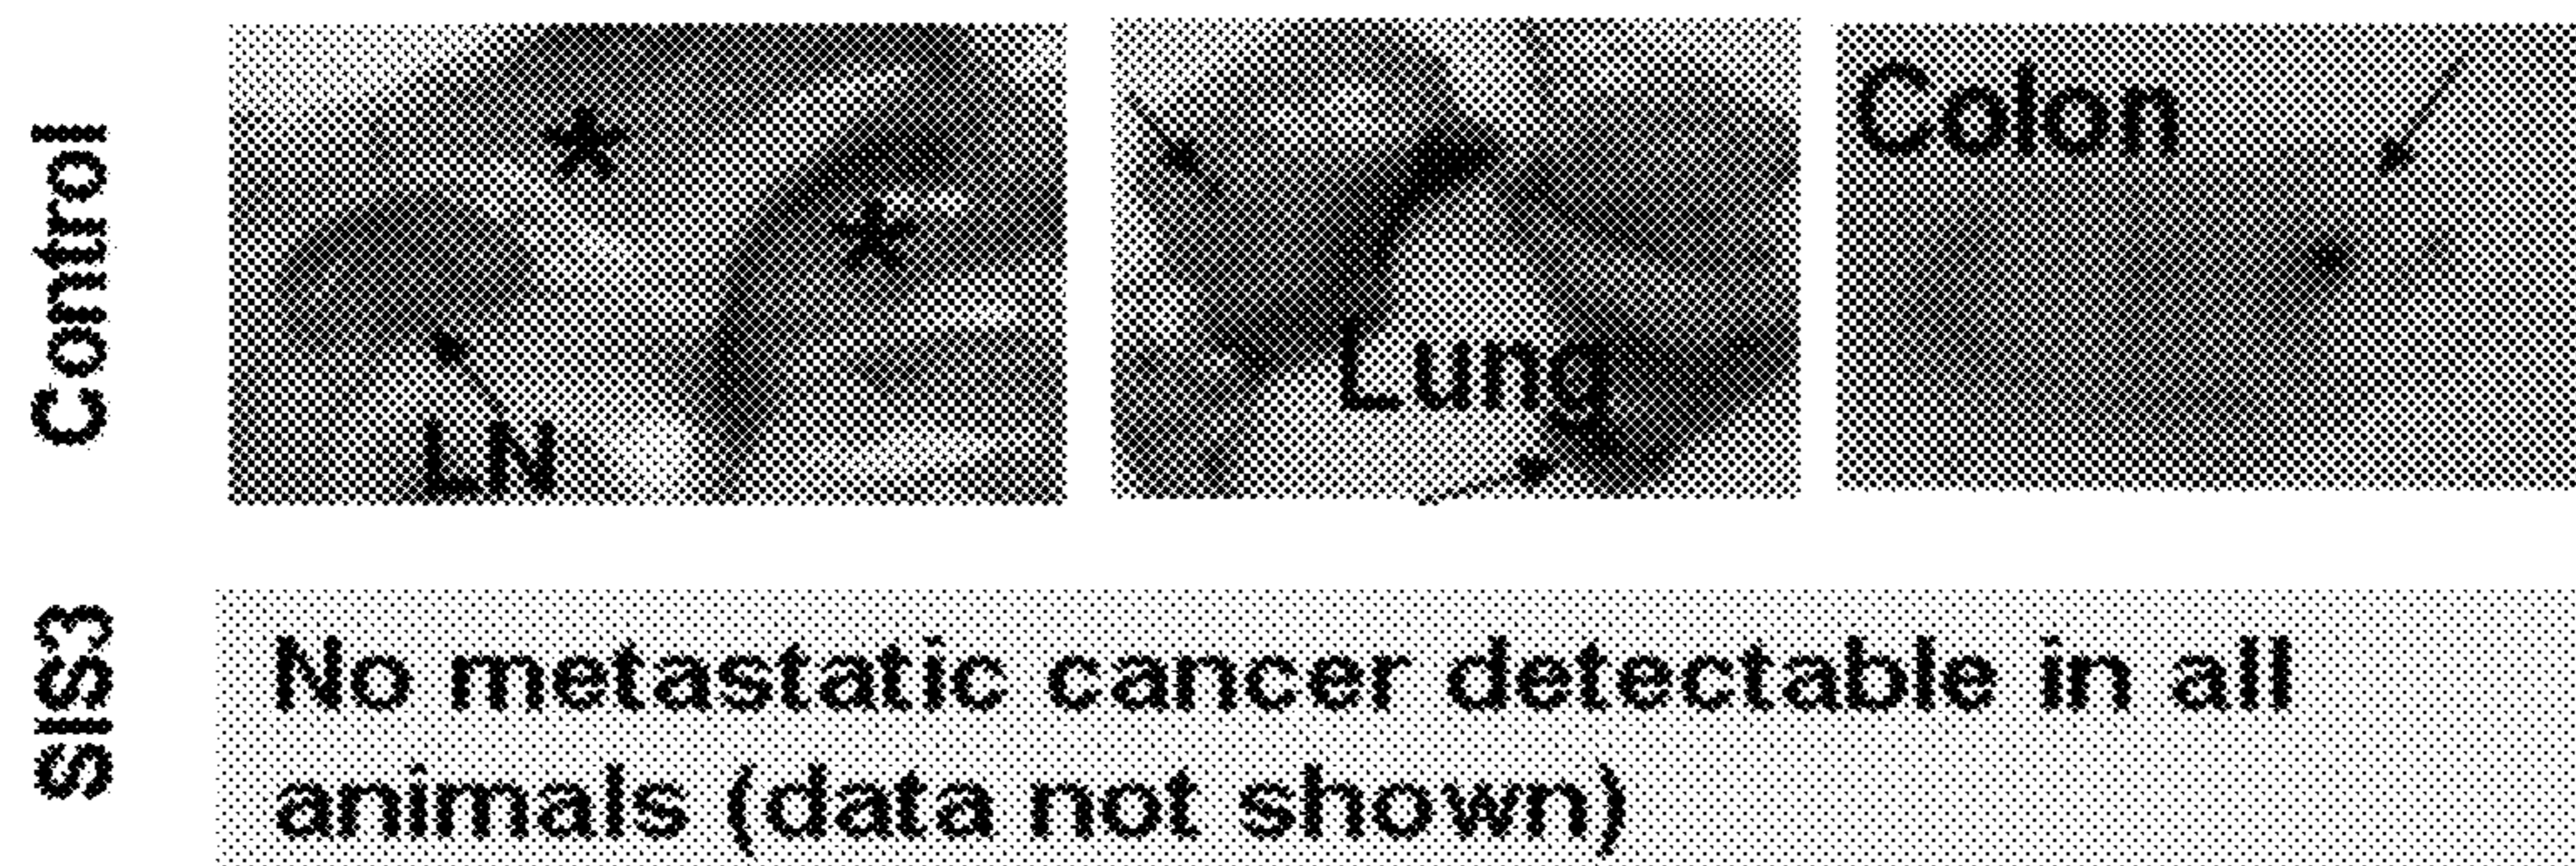 Control
*
*
LN
Lung
Colon
SIS3
No metastatic cancer detectable in all
animals (data not shown)